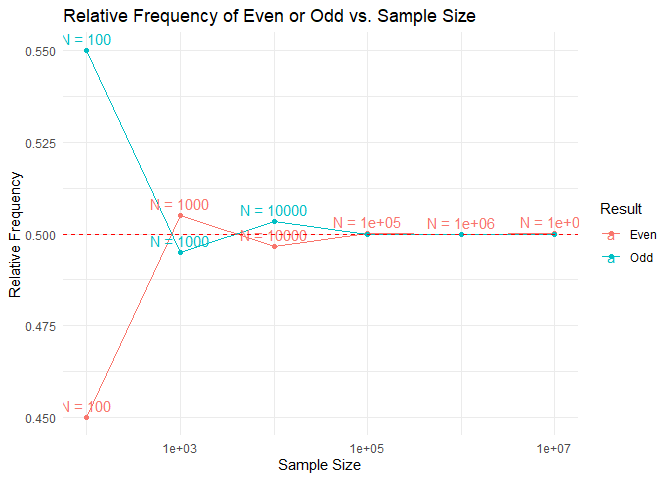 Relative Frequency of Even or Odd vs. Sample Size
N = 100
0.550
0.525
N = 1000
N = 10000
N = 1e+05
N = 1e+06
N = 1e+0
0.500
N = 1000
N = 10000
0.475
0.450
N = 100
Relative Frequency
1e+03
1e+05
1e+07
Sample Size
Result
a Even
a Odd